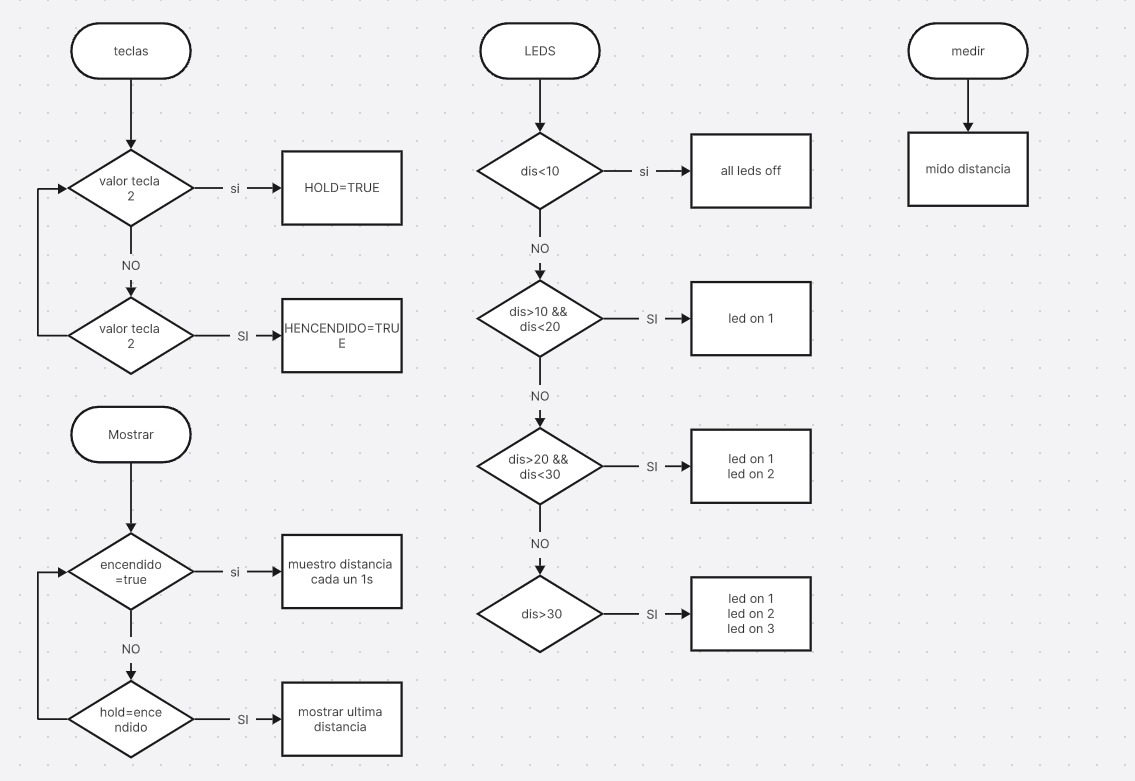 teclas
valor tecla
2
si
HOLD=TRUE
NO
valor tecla
2
SI
HENCENDIDO=TRU
E
Mostrar
encendido
=true
si
muestro distancia
cada un 1s
NO
hold=ence
ndido
SI
mostrar ultima
distancia
LEDS
dis<10
si
all leds off
NO
dis>10 &&
dis<20
SI
led on 1
NO
dis>20 &&
dis<30
SI
led on 1
led on 2
NO
dis>30
SI
led on 1
led on 2
led on 3
medir
mido distancia